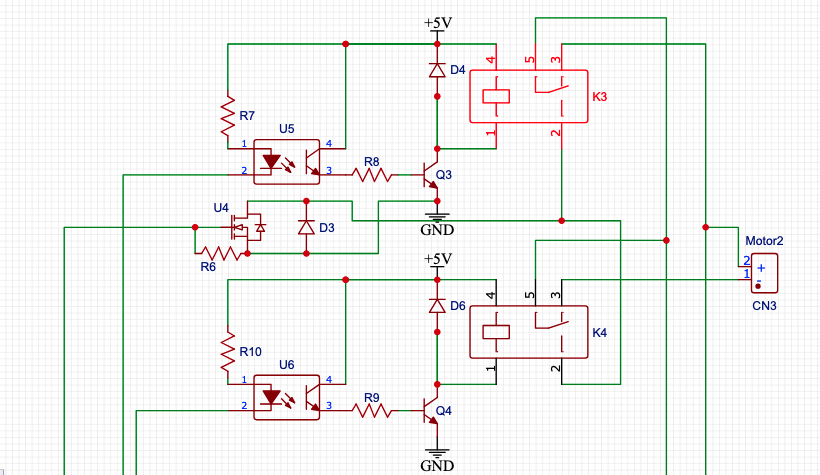 +5V
4
5
3
D4
K3
R7
U5
1
4
1
2
R8
2
3
Q3
U4
D3
GND
R6
+5V
Motor2
2
+
1
-
CN3
4
5
3
D6
K4
R10
U6
1
4
1
2
R9
2
3
Q4
GND